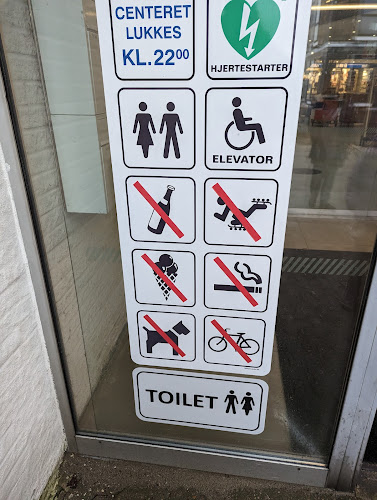 CENTERET
LUKKES
KL.22⁰⁰
HJERTESTARTER
ELEVATOR
TOILET